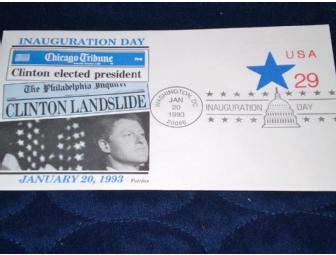 INAUGURATION DAY
Chicago Tribune
Clinton elected president
The Philadelphia Inquirer
CLINTON LANDSLIDE
JANUARY 20, 1993
USA
29
WASHINGTON, DC
JAN
20
1993
20066
INAUGURATION DAY